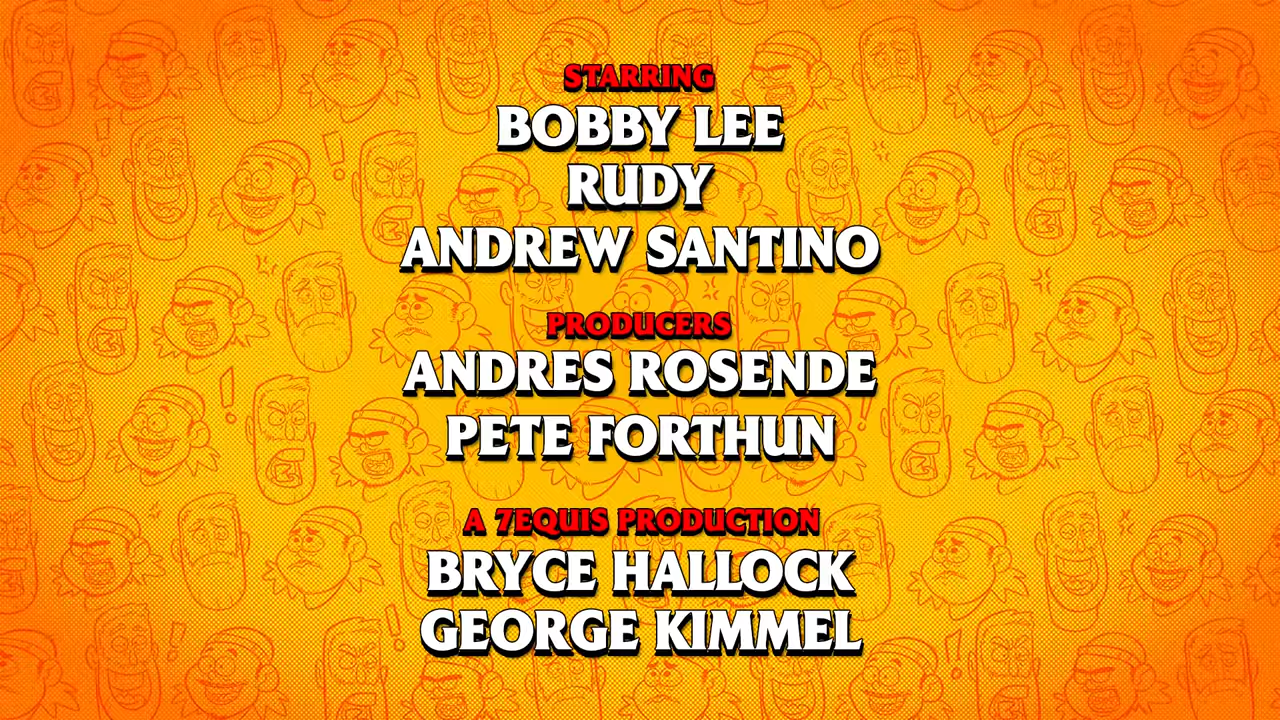 STARRING
BOBBY LEE
RUDY
ANDREW SANTINO
PRODUCERS
ANDRES ROSENDE
PETE FORTHUN
A 7EQUIS PRODUCTION
BRYCE HALLOCK
GEORGE KIMMEL